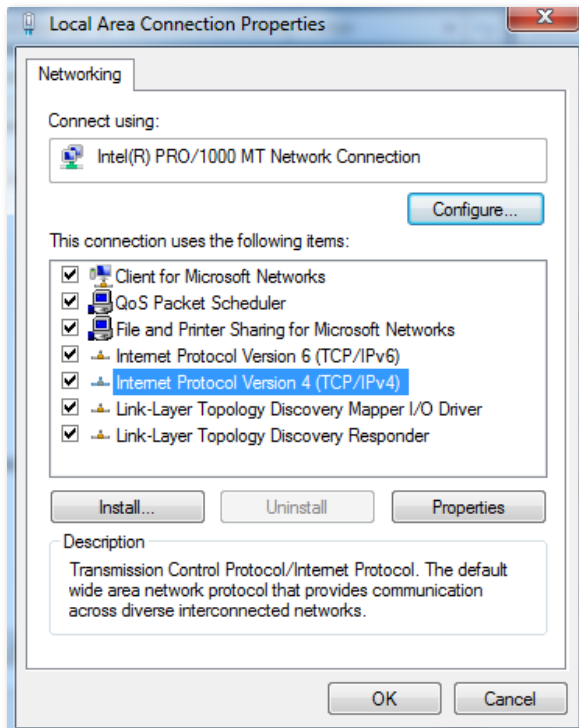 Local Area Connection Properties
Networking
Connect using:
Intel(R) PRO/1000 MT Network Connection
Configure...
This connection uses the following items:
Client for Microsoft Networks
QoS Packet Scheduler
File and Printer Sharing for Microsoft Networks
Internet Protocol Version 6 (TCP/IPv6)
Internet Protocol Version 4 (TCP/IPv4)
Link-Layer Topology Discovery Mapper I/O Driver
Link-Layer Topology Discovery Responder
Install... Uninstall Properties
Description
Transmission Control Protocol/Internet Protocol. The default
wide area network protocol that provides communication
across diverse interconnected networks.
OK Cancel